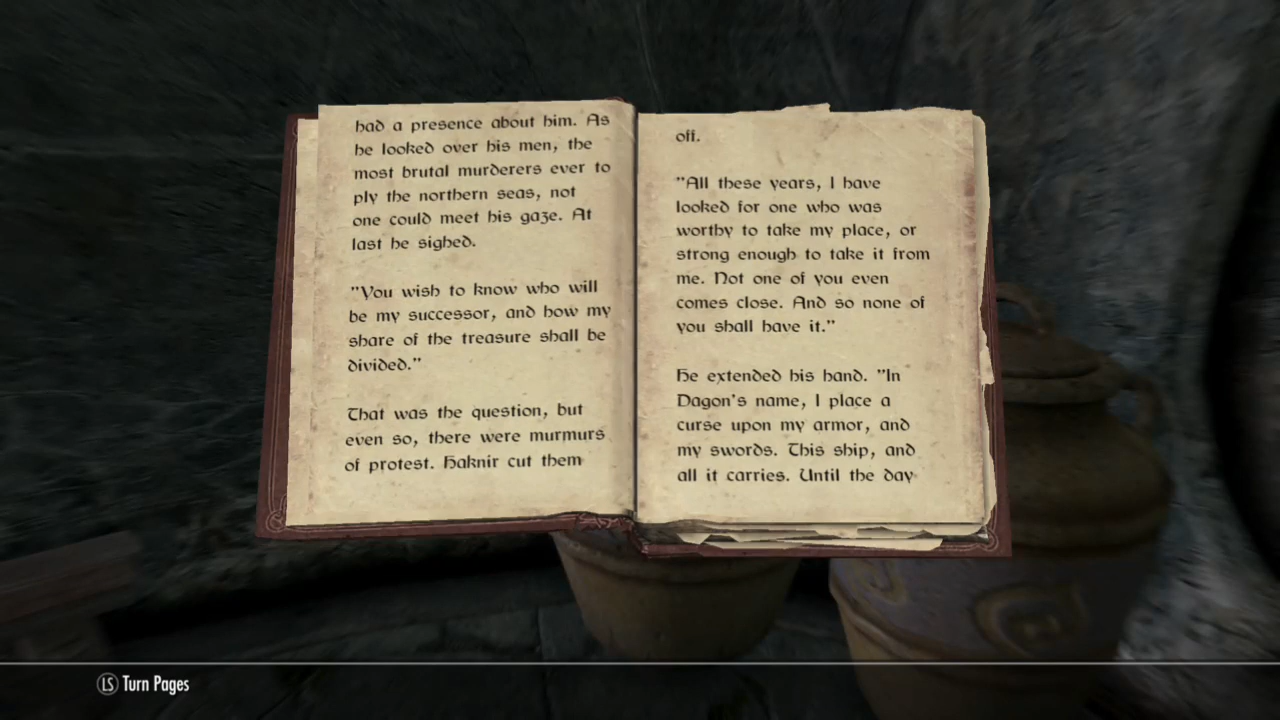 had a presence about him. As
he looked over his men, the
most brutal murderers ever to
ply the northern seas, not
one could meet his gaze. At
last he sighed.
"You wish to know who will
be my successor, and how my
share of the treasure shall be
divided."
That was the question, but
even so, there were murmurs
of protest. Haknir cut them
off.
"All these years, I have
looked for one who was
worthy to take my place, or
strong enough to take it from
me. Not one of you even
comes close. And so none of
you shall have it."
He extended his hand. "In
Dagon's name, I place a
curse upon my armor, and
my swords. This ship, and
all it carries. Until the day
LS Turn Pages